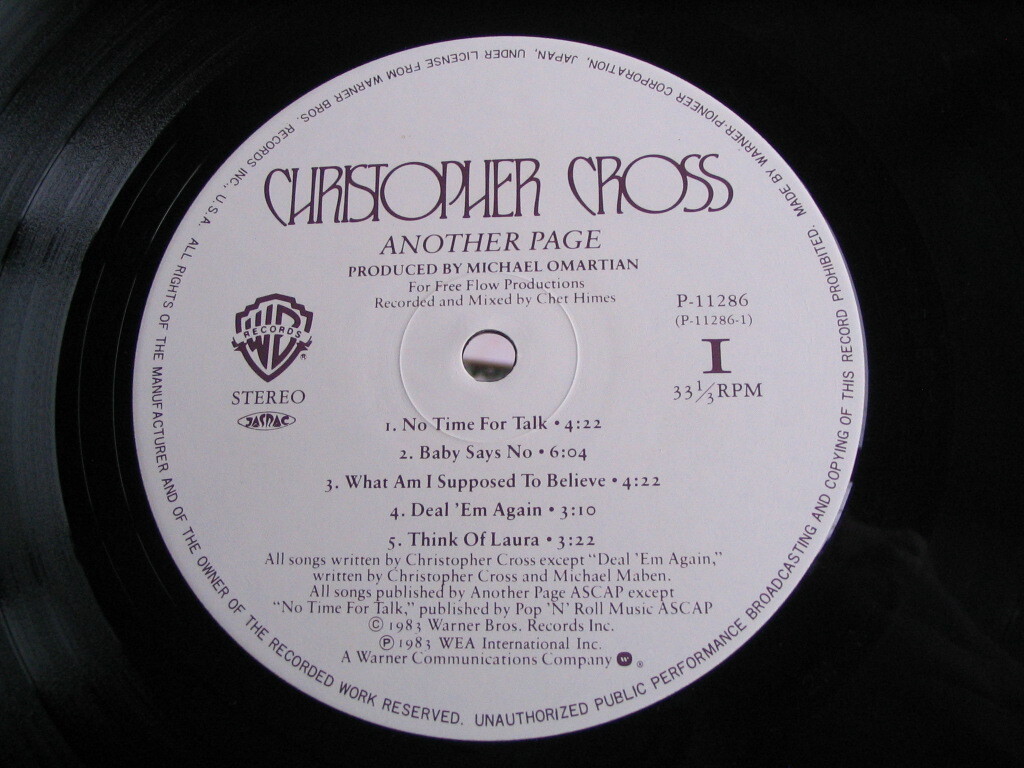 CHRISTOPHER CROSS
ANOTHER PAGE
PRODUCED BY MICHAEL OMARTIAN
For Free Flow Productions
Recorded and Mixed by Chet Himes
W B
RECORDS
®
STEREO
JASRAC
P-11286
(P-11286-1)
I
33 1/3 RPM
1. No Time For Talk • 4:22
2. Baby Says No • 6:04
3. What Am I Supposed To Believe • 4:22
4. Deal 'Em Again • 3:10
5. Think Of Laura • 3:22
All songs written by Christopher Cross except "Deal 'Em Again,"
written by Christopher Cross and Michael Maben.
All songs published by Another Page ASCAP except
"No Time For Talk," published by Pop 'N' Roll Music ASCAP
© 1983 Warner Bros. Records Inc.
℗ 1983 WEA International Inc.
A Warner Communications Company w ®
MADE BY WARNER-PIONEER CORPORATION, JAPAN, UNDER LICENSE FROM WARNER BROS. RECORDS INC., U.S.A. ALL RIGHTS OF THE MANUFACTURER AND OF THE OWNER OF THE RECORDED WORK RESERVED. UNAUTHORIZED PUBLIC PERFORMANCE BROADCASTING AND COPYING OF THIS RECORD PROHIBITED.